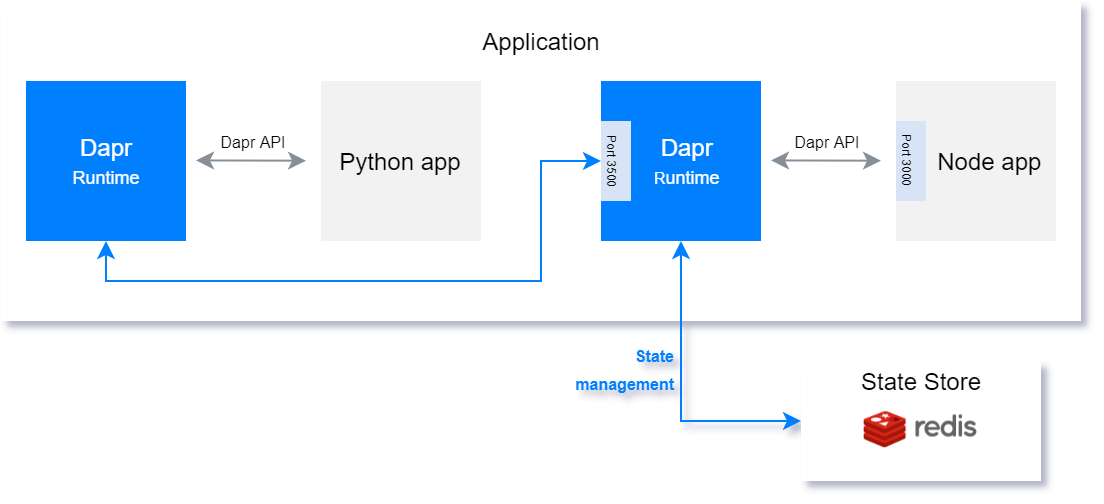 Application
Dapr
Runtime
Dapr API
Python app
Port 3500
Dapr
Runtime
Dapr API
Port 3000
Node app
State
management
State Store
redis